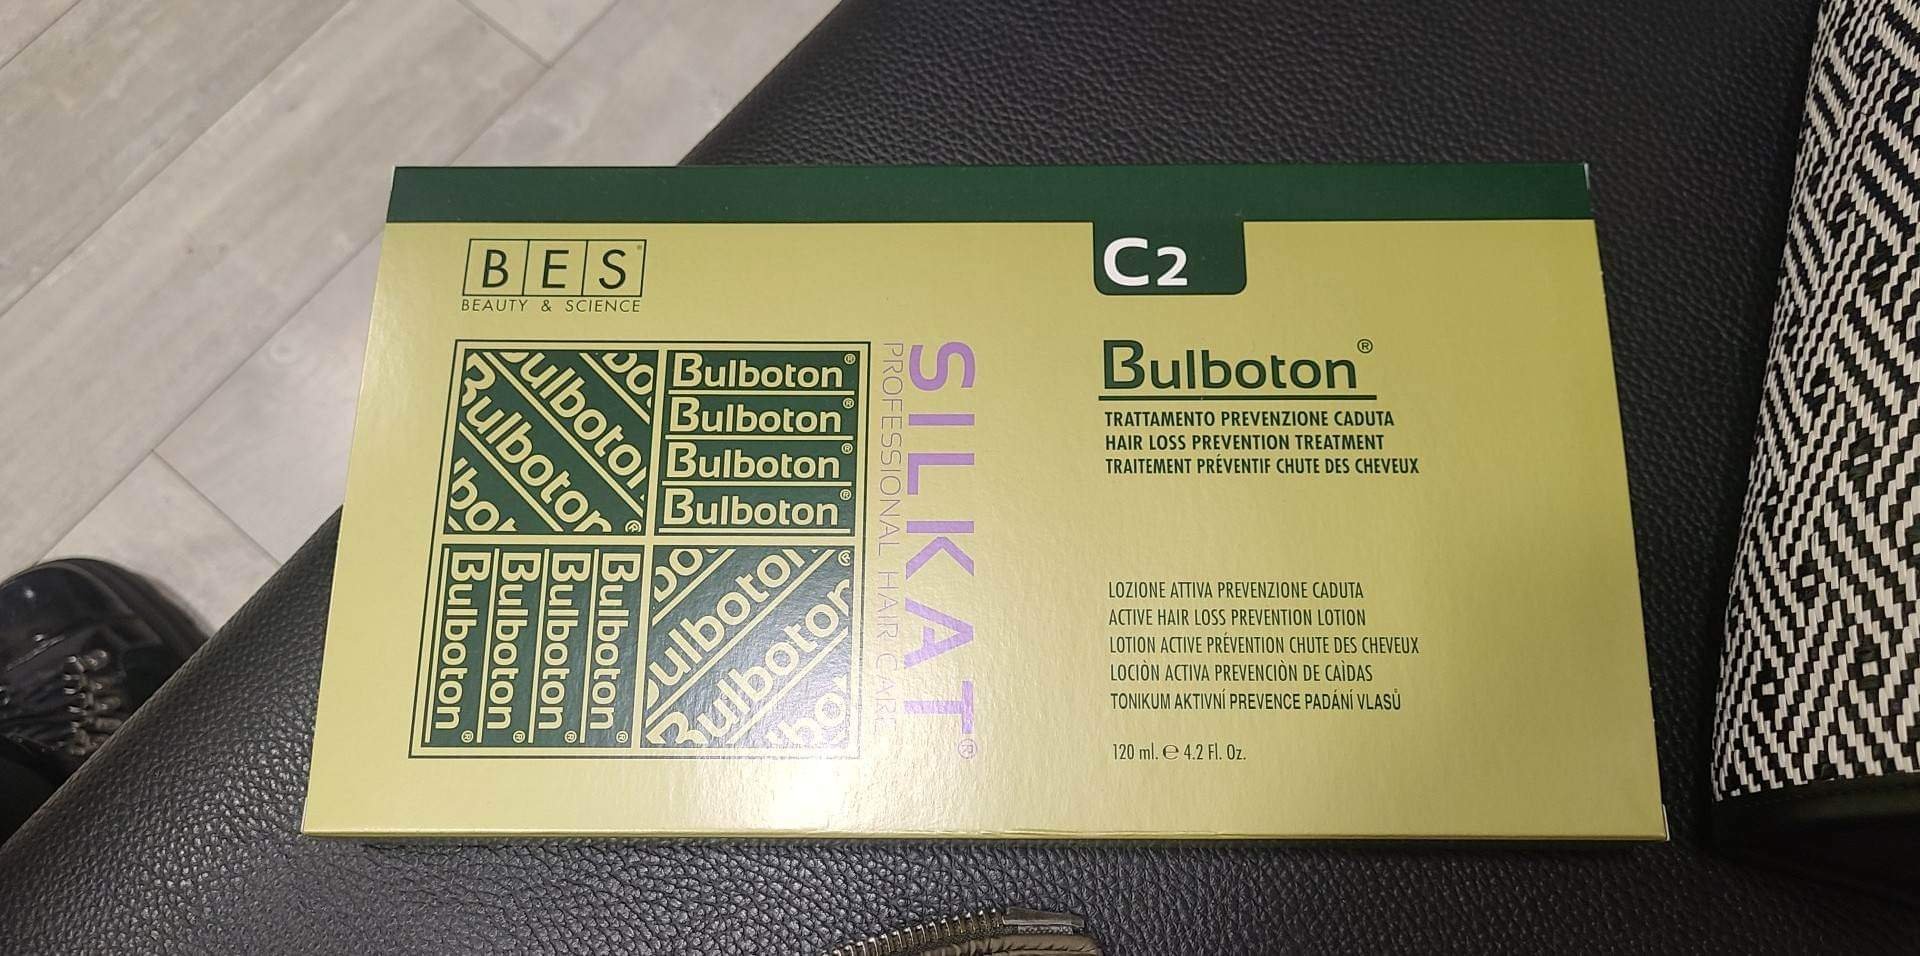 BES®
BEAUTY & SCIENCE
C2
Bulboton®
Bulboton®
Bulboton®
Bulboton®
Bulboton
Bulboton®
Bulboton®
Bulboton®
Bulboton®
Bulboton®
SILKAT®
PROFESSIONAL HAIR CARE
Bulboton®
TRATTAMENTO PREVENZIONE CADUTA
HAIR LOSS PREVENTION TREATMENT
TRAITEMENT PRÉVENTIF CHUTE DES CHEVEUX
LOZIONE ATTIVA PREVENZIONE CADUTA
ACTIVE HAIR LOSS PREVENTION LOTION
LOTION ACTIVE PRÉVENTION CHUTE DES CHEVEUX
LOCIÒN ACTIVA PREVENCIÒN DE CAÌDAS
TONIKUM AKTIVNÍ PREVENCE PADÁNÍ VLASŮ
120 ml. ℮ 4.2 Fl. Oz.